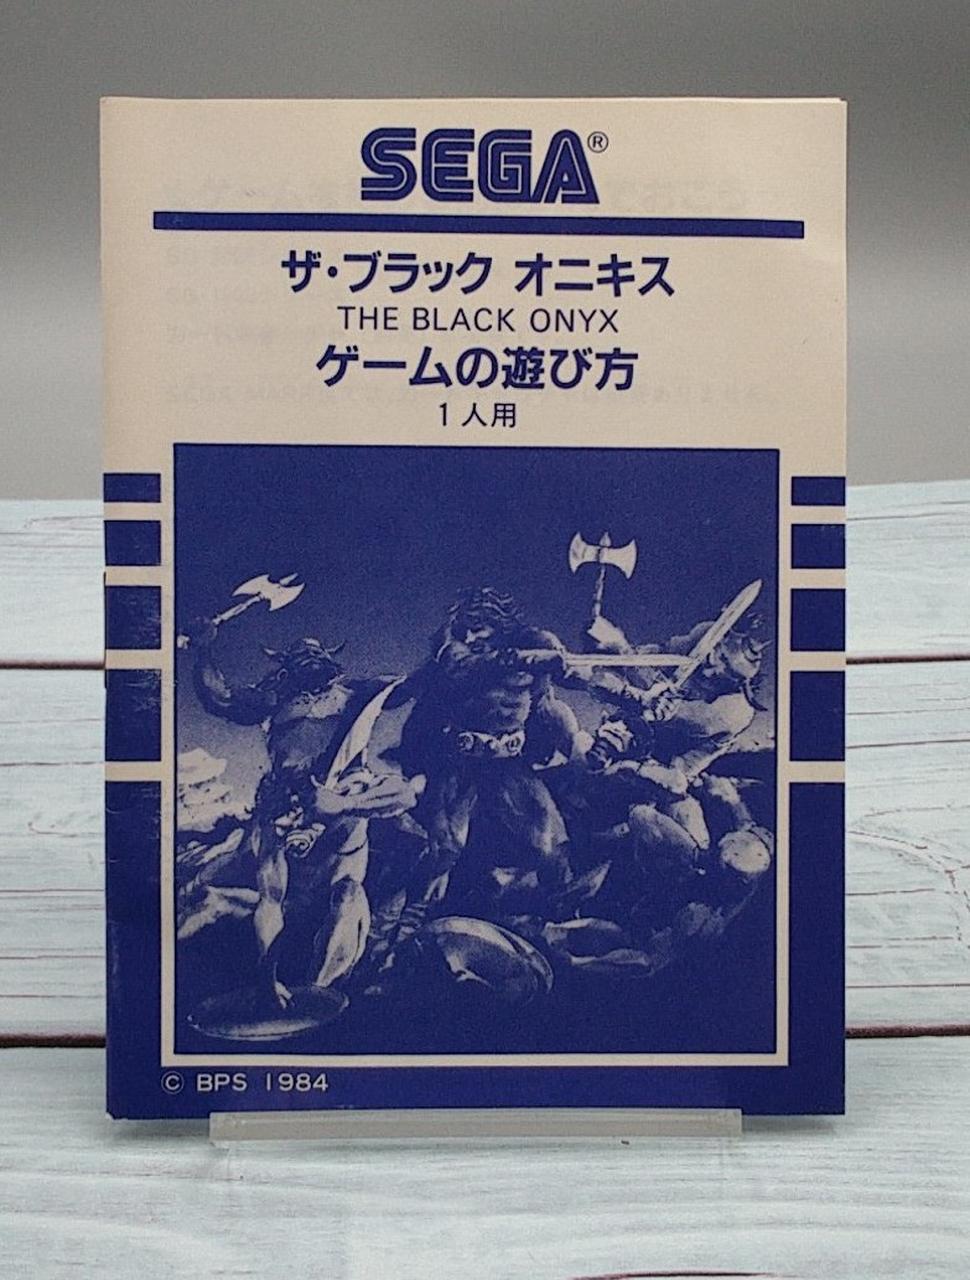 SEGA®
ザ・ブラック オニキス
THE BLACK ONYX
ゲームの遊び方
1人用
© BPS 1984